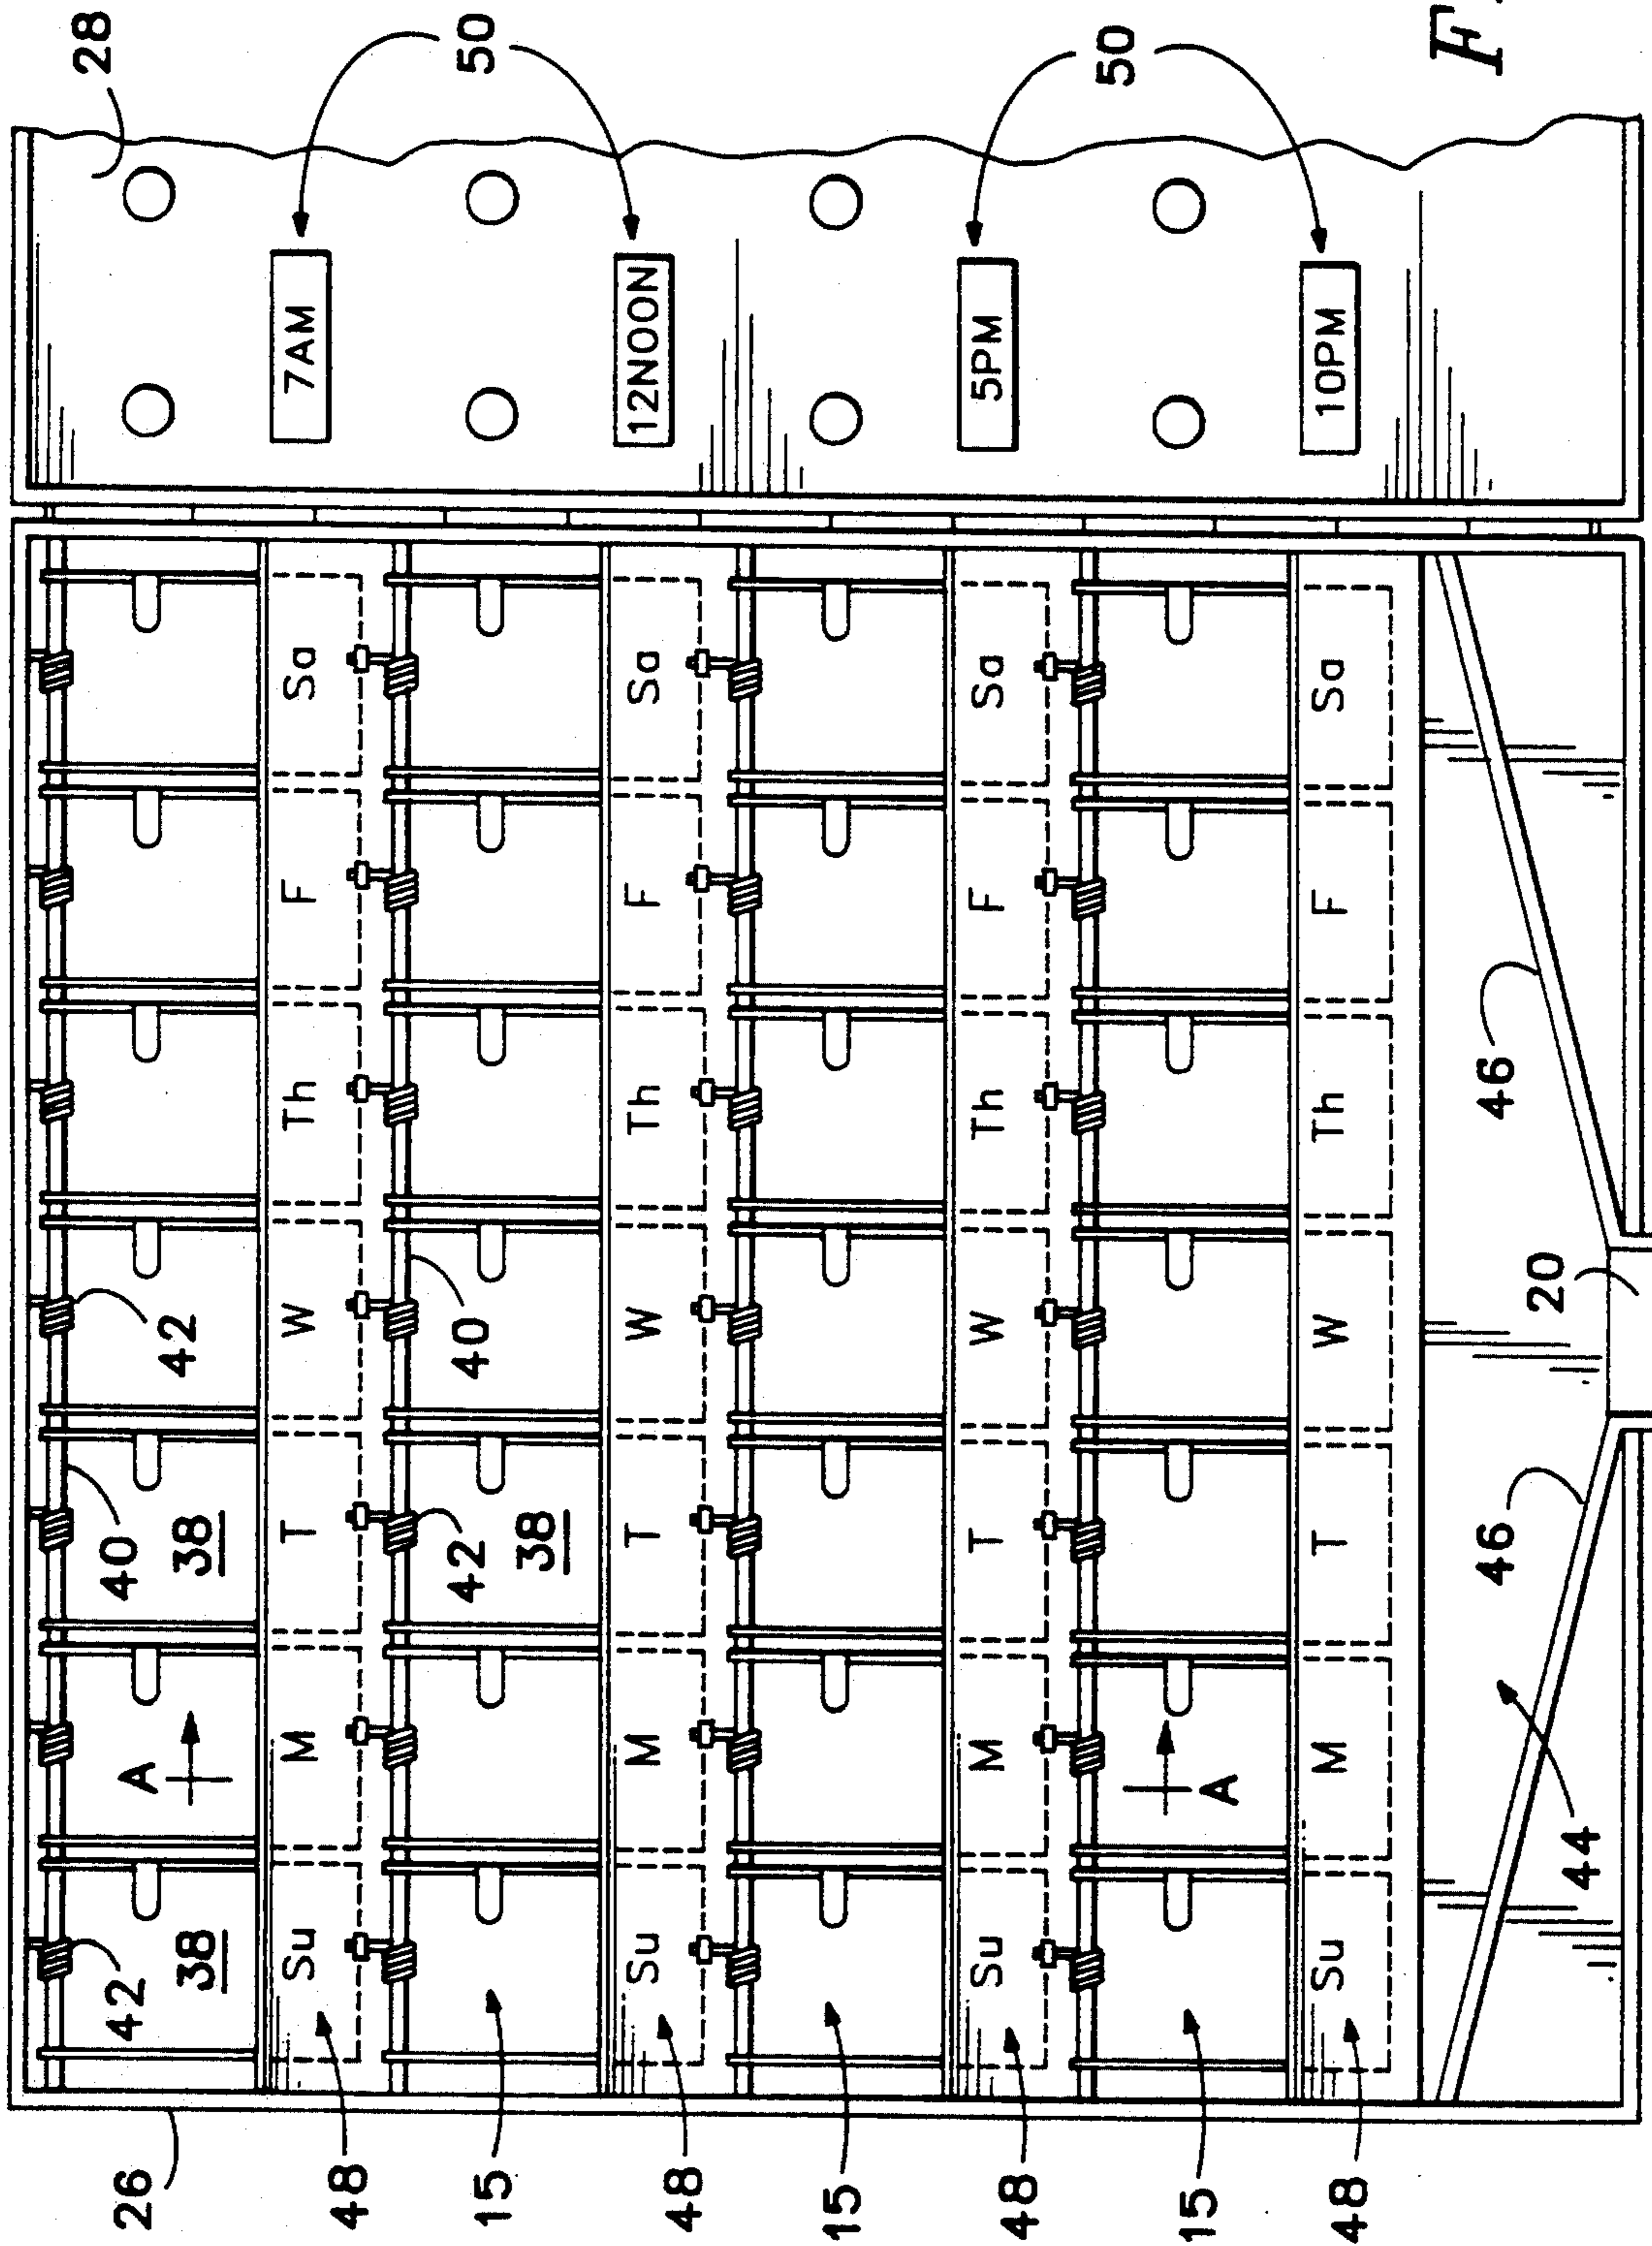 28
26 42 A 40 42
38 38
Su M T W Th F Sa 7AM
48
15 42 40 50
38
Su M T W Th F Sa 12NOON
48
15
Su M T W Th F Sa 5PM
48
50
15 A
Su M T W Th F Sa 10PM
48
46 46
20
44